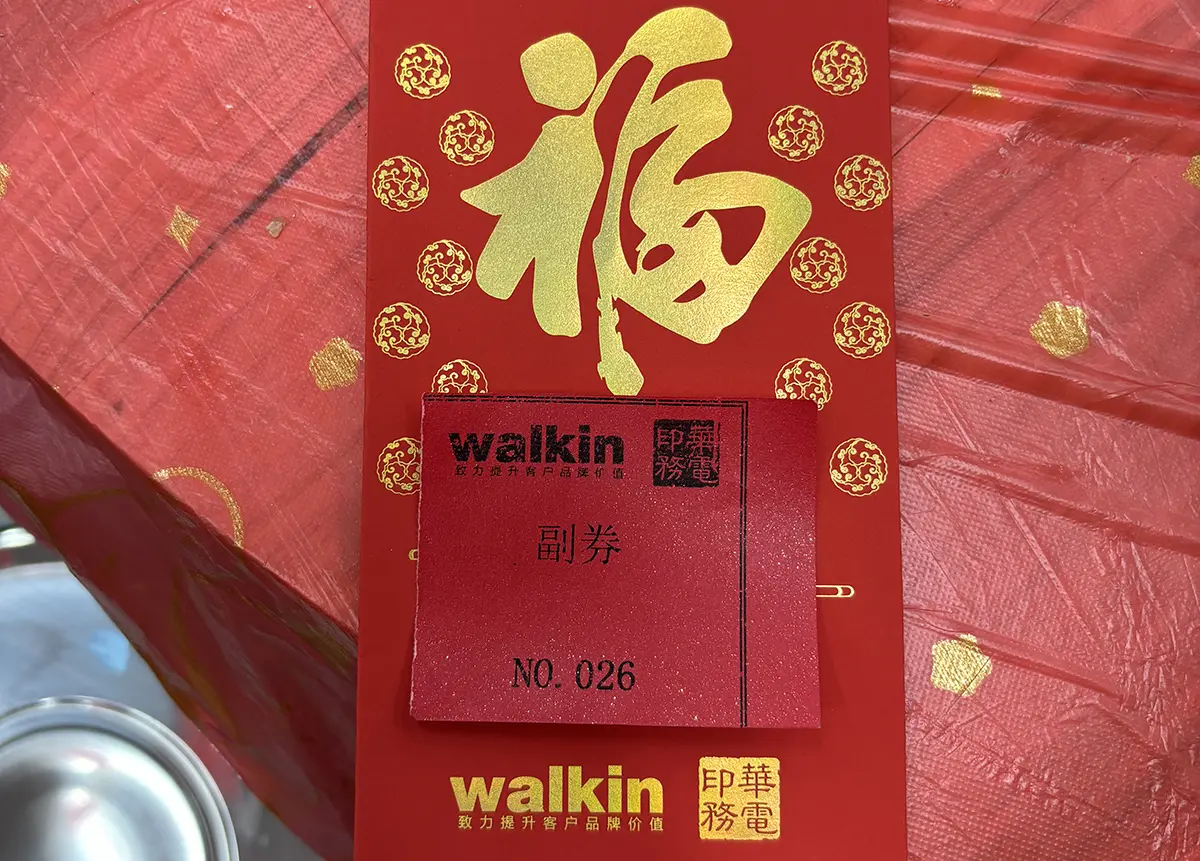 福
walkin
致力提升客户品牌价值
華電
印務
副券
NO. 026
walkin
致力提升客户品牌价值
華電
印務